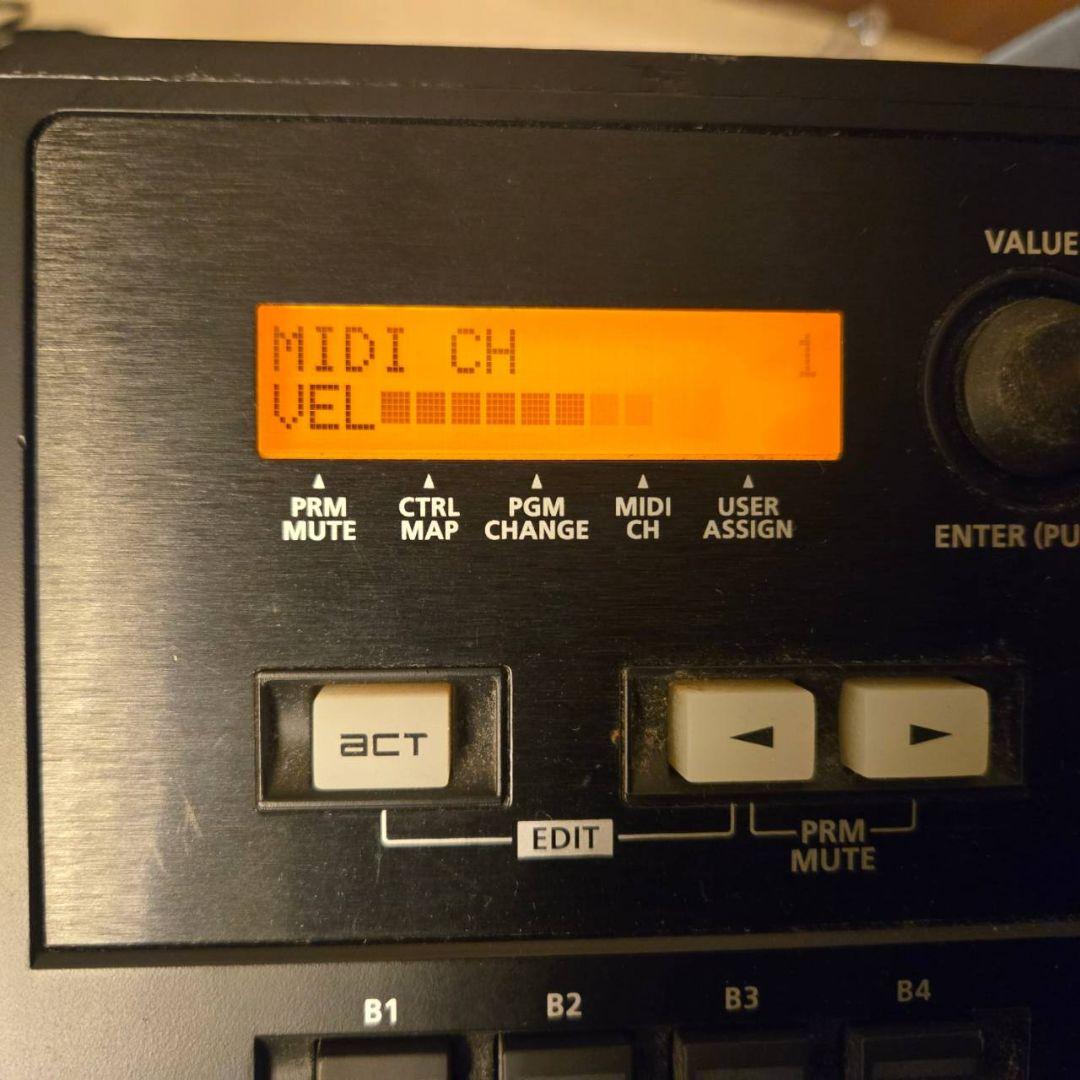 VALUE
MIDI CH 1
VEL
PRM MUTE
CTRL MAP
PGM CHANGE
MIDI CH
USER ASSIGN
ENTER (PU
ACT
EDIT
PRM MUTE
B1 B2 B3 B4